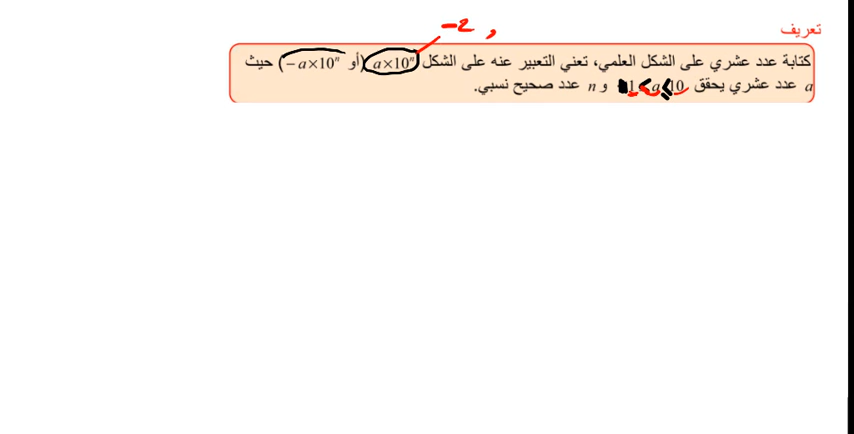 -2 ,
تعريف
كتابة عدد عشري على الشكل العلمي، تعني التعبير عنه على الشكل a×10ⁿ (أو −a×10ⁿ) حيث
a عدد عشري يحقق 1<a<10 و n عدد صحيح نسبي.